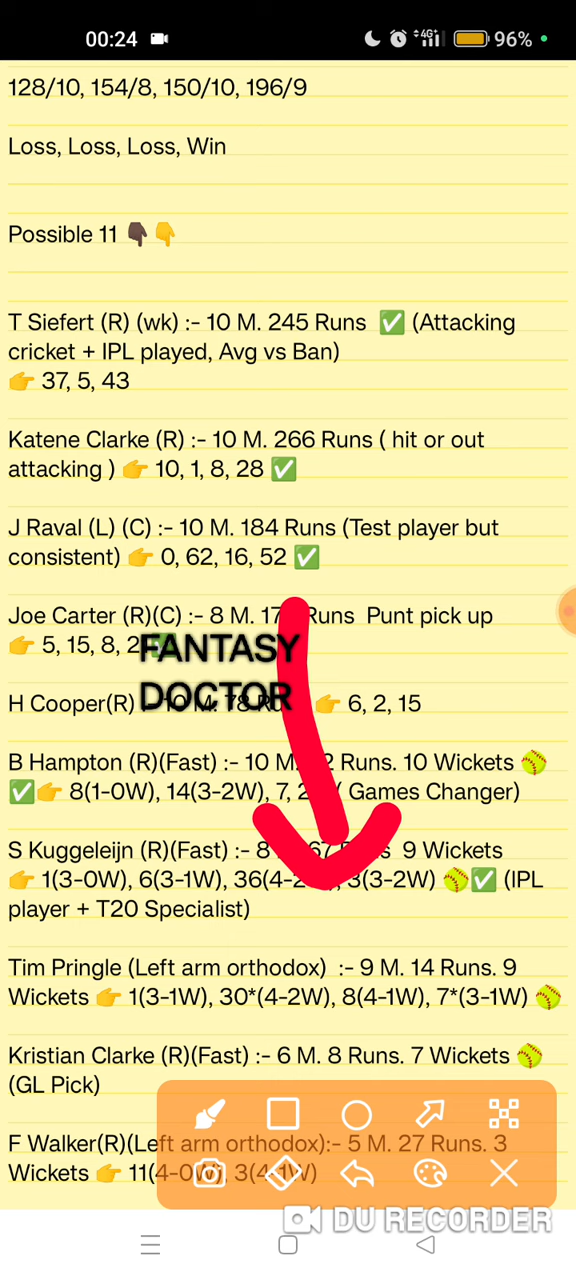 00:24 4G 96%
128/10, 154/8, 150/10, 196/9
Loss, Loss, Loss, Win
Possible 11 👇🏿 👇
T Siefert (R) (wk) :- 10 M. 245 Runs ✅ (Attacking
cricket + IPL played, Avg vs Ban)
👉 37, 5, 43
Katene Clarke (R) :- 10 M. 266 Runs ( hit or out
attacking ) 👉 10, 1, 8, 28 ✅
J Raval (L) (C) :- 10 M. 184 Runs (Test player but
consistent) 👉 0, 62, 16, 52 ✅
Joe Carter (R)(C) :- 8 M. Runs Punt pick up
👉 5, 15, 8,
FANTASY
DOCTOR
H Cooper(R) 👉 6, 2, 15
B Hampton (R)(Fast) :- 10 M. Runs. 10 Wickets 🥎
✅👉 8(1-0W), 14(3-2W), 7, Games Changer)
S Kuggeleijn (R)(Fast) :- 8 9 Wickets
👉 1(3-0W), 6(3-1W), 3(3-2W) 🥎✅ (IPL
player + T20 Specialist)
Tim Pringle (Left arm orthodox) :- 9 M. 14 Runs. 9
Wickets 👉 1(3-1W), 30*(4-2W), 8(4-1W), 7*(3-1W) 🥎
Kristian Clarke (R)(Fast) :- 6 M. 8 Runs. 7 Wickets 🥎
(GL Pick)
F Walker(R)(Left arm orthodox):- 5 M. 27 Runs. 3
Wickets 👉 11(4-0W), 3(4-1W)
DU RECORDER